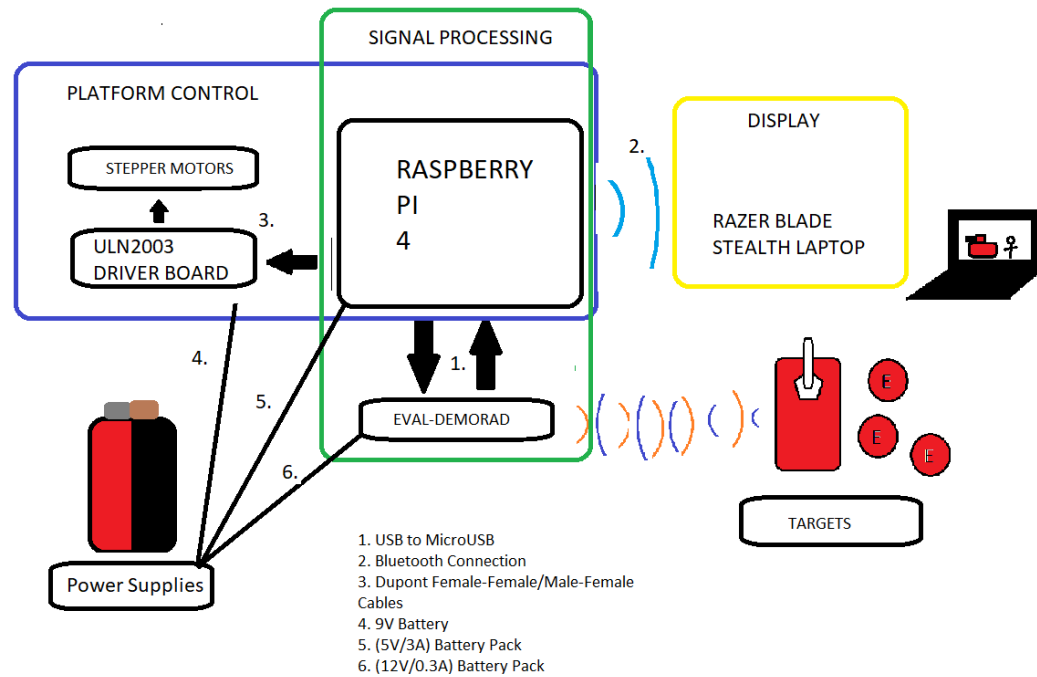 SIGNAL PROCESSING
PLATFORM CONTROL
DISPLAY
2.
STEPPER MOTORS
RASPBERRY
PI
4
3.
RAZER BLADE
STEALTH LAPTOP
ULN2003
DRIVER BOARD
4.
1.
5.
EVAL-DEMORAD
E
E
E
6.
TARGETS
Power Supplies
1. USB to MicroUSB
2. Bluetooth Connection
3. Dupont Female-Female/Male-Female
Cables
4. 9V Battery
5. (5V/3A) Battery Pack
6. (12V/0.3A) Battery Pack